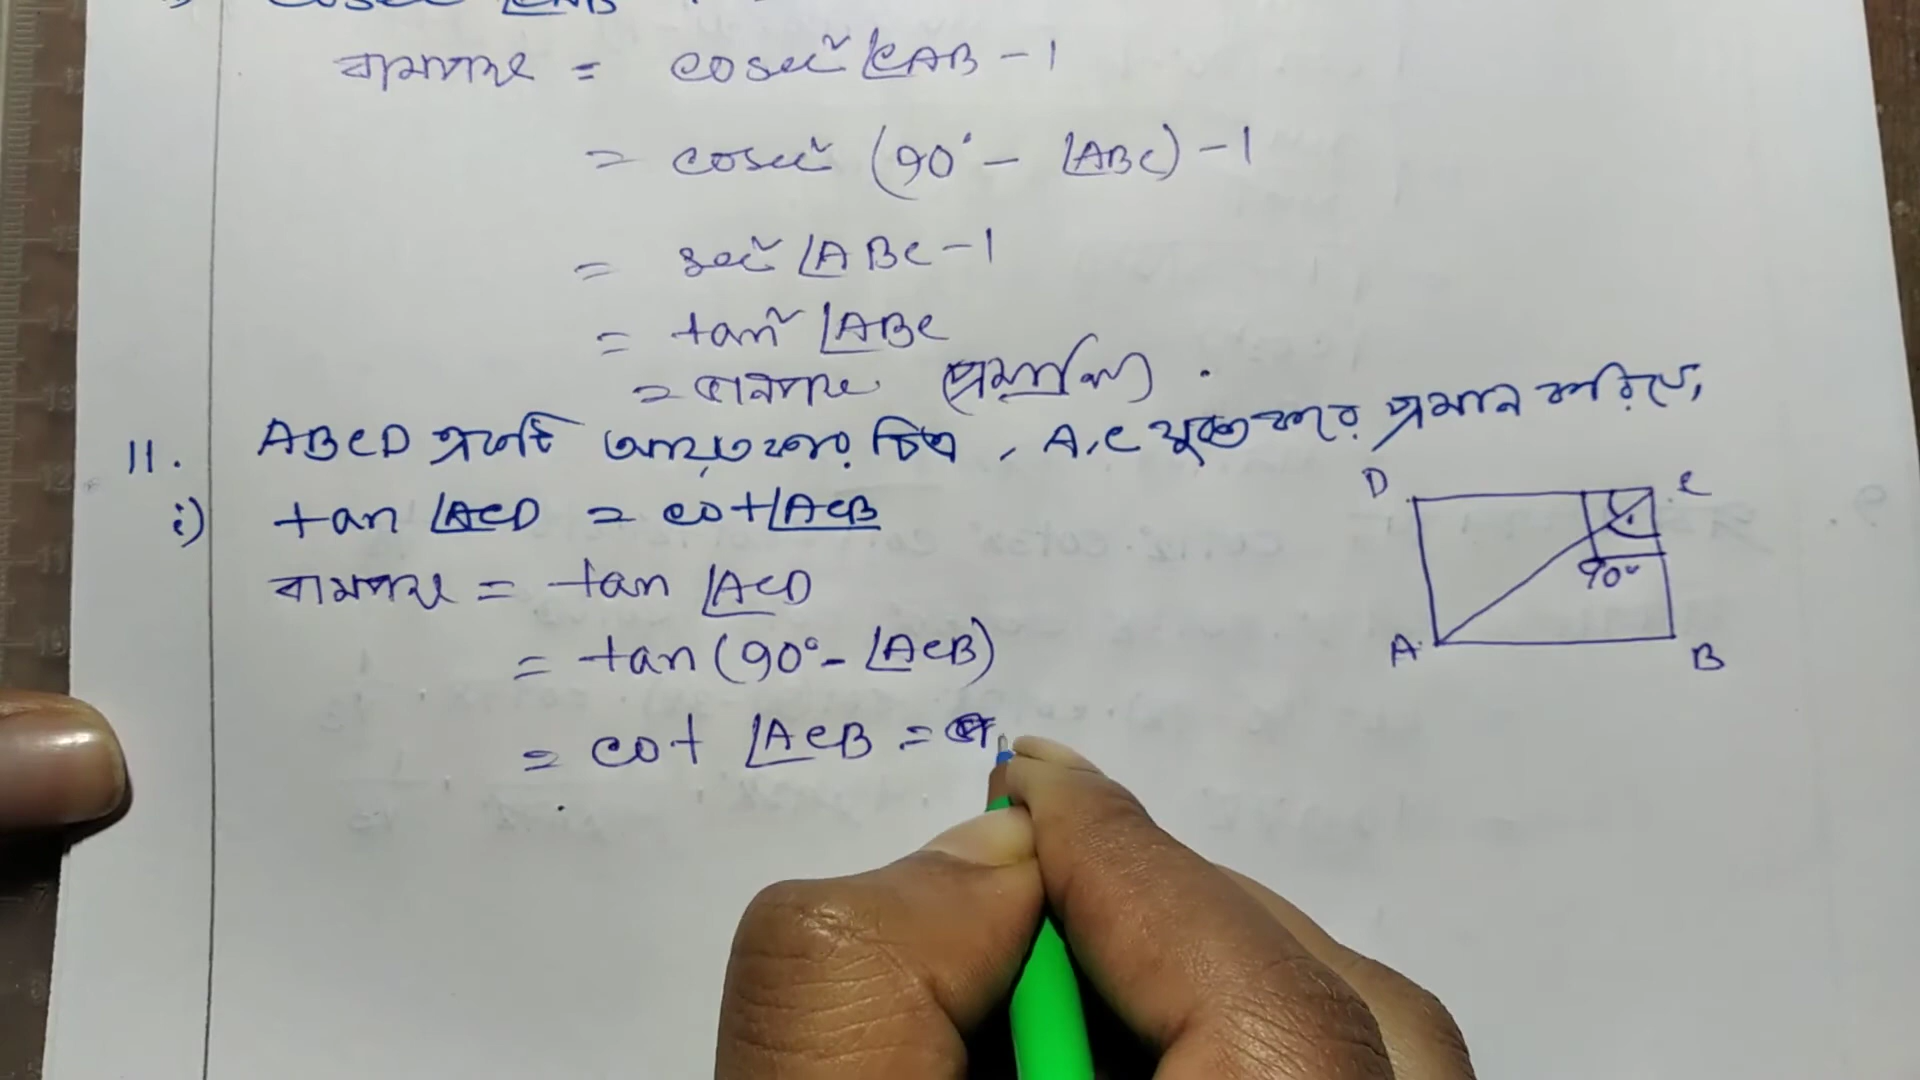 বামপক্ষ = cosec² ∠CAB − 1
= cosec² (90° − ∠ABC) − 1
= sec² ∠ABC − 1
= tan² ∠ABC
= ডানপক্ষ (প্রমাণিত).
11. ABCD একটি আয়তকার চিত্র, A,C যুক্ত করে প্রমান করি যে,
i) tan ∠ACD = cot ∠ACB
বামপক্ষ = tan ∠ACD
= tan (90° − ∠ACB)
= cot ∠ACB =
D C
90°
A B